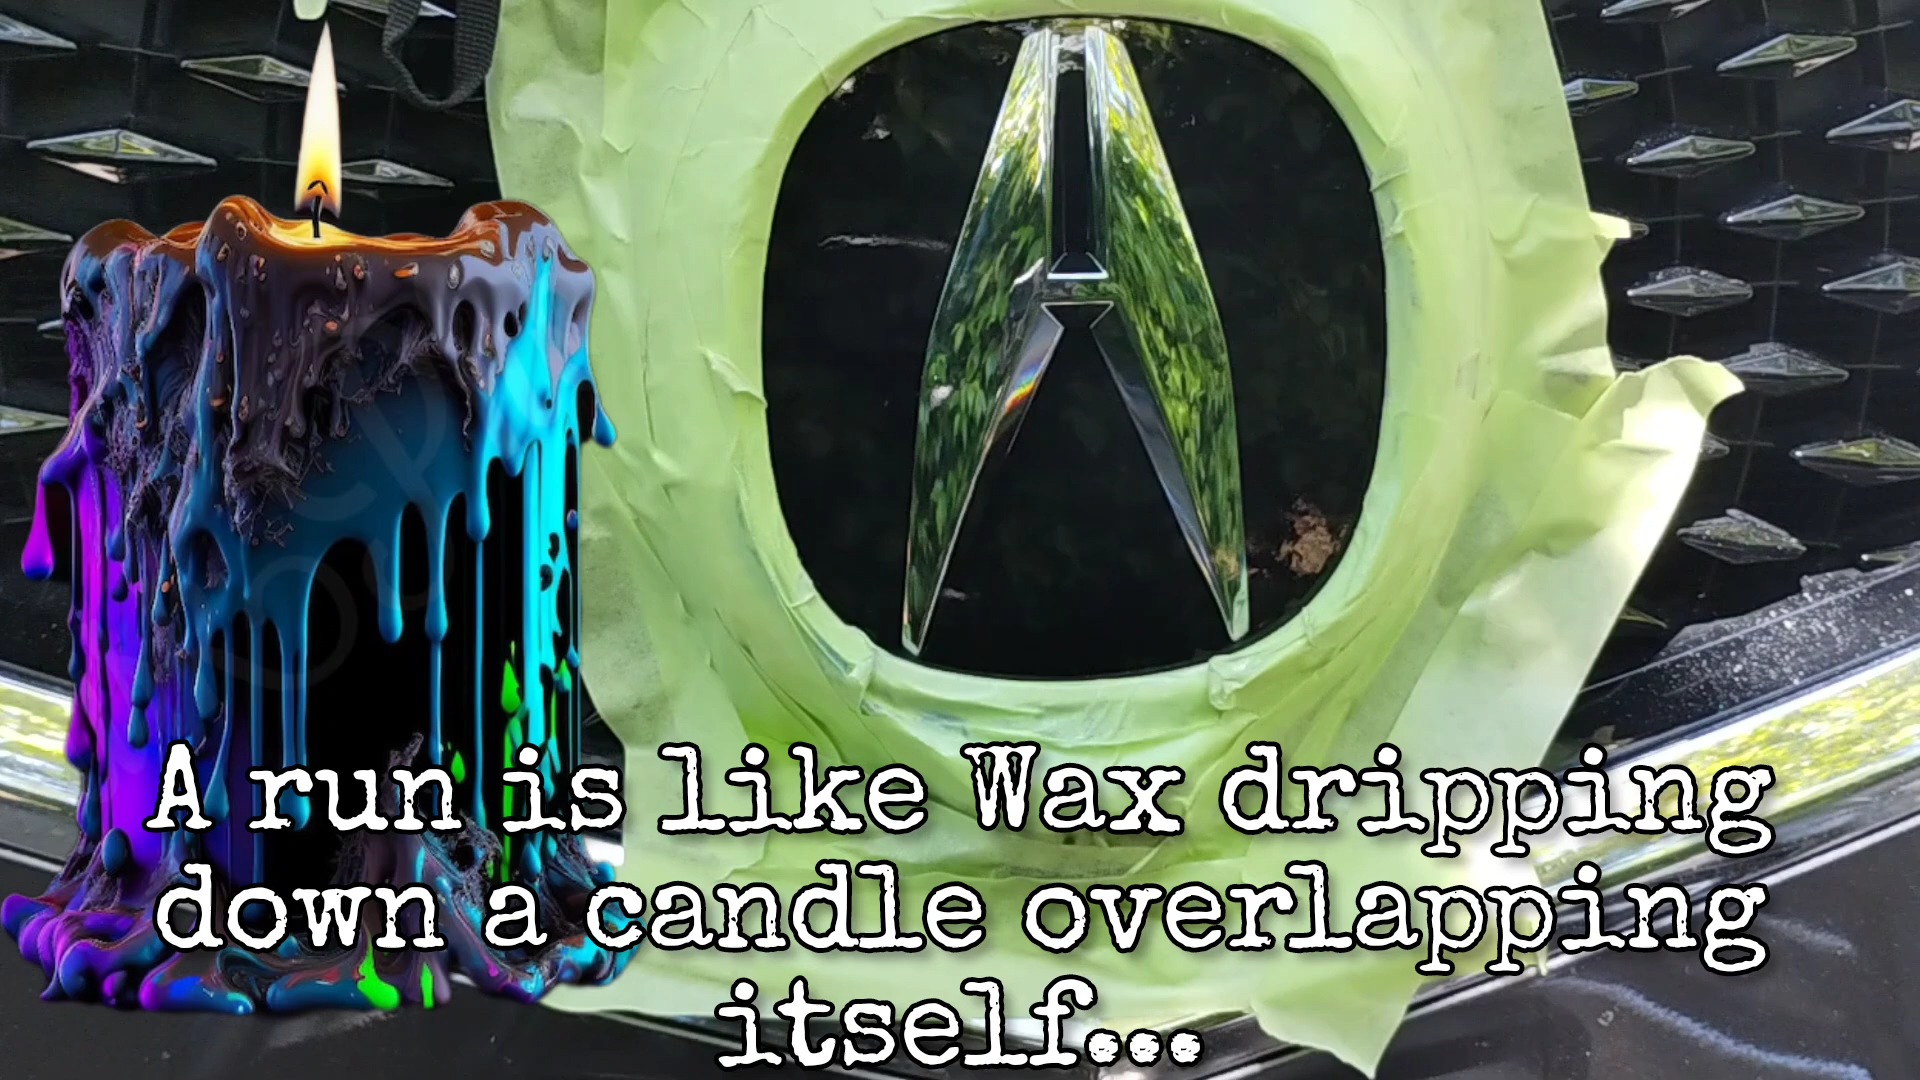 A run is like Wax dripping
down a candle overlapping
itself...